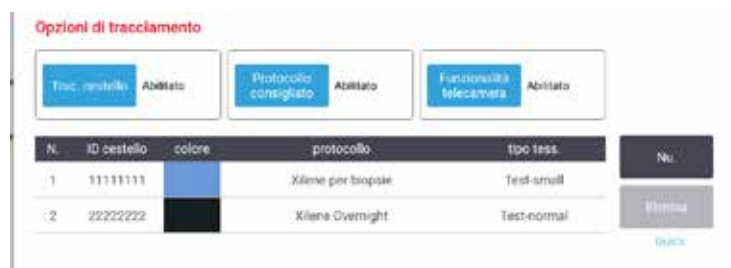 Opzioni di tracciamento
Trac. cestello Abilitato
Protocollo consigliato Abilitato
Funzionalità telecamera Abilitato
N. ID cestello colore protocollo tipo tess.
1 11111111 Xilene per biopsie Test-small
2 22222222 Xilene Overnight Test-normal
Nu.
Elimina